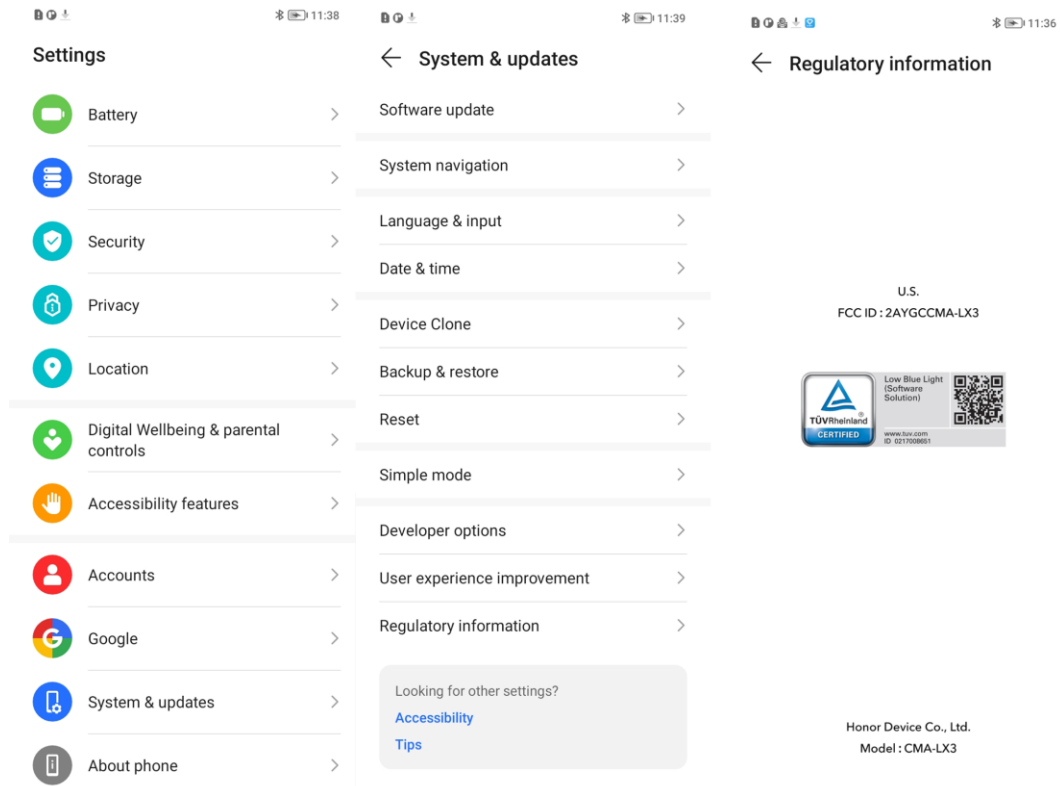 11:38
Settings
Battery
Storage
Security
Privacy
Location
Digital Wellbeing & parental
controls
Accessibility features
Accounts
Google
System & updates
About phone
11:39
System & updates
Software update
System navigation
Language & input
Date & time
Device Clone
Backup & restore
Reset
Simple mode
Developer options
User experience improvement
Regulatory information
Looking for other settings?
Accessibility
Tips
11:36
Regulatory information
U.S.
FCC ID : 2AYGCCMA-LX3
TÜVRheinland
®
CERTIFIED
Low Blue Light
(Software
Solution)
www.tuv.com
ID 0217008651
Honor Device Co., Ltd.
Model : CMA-LX3